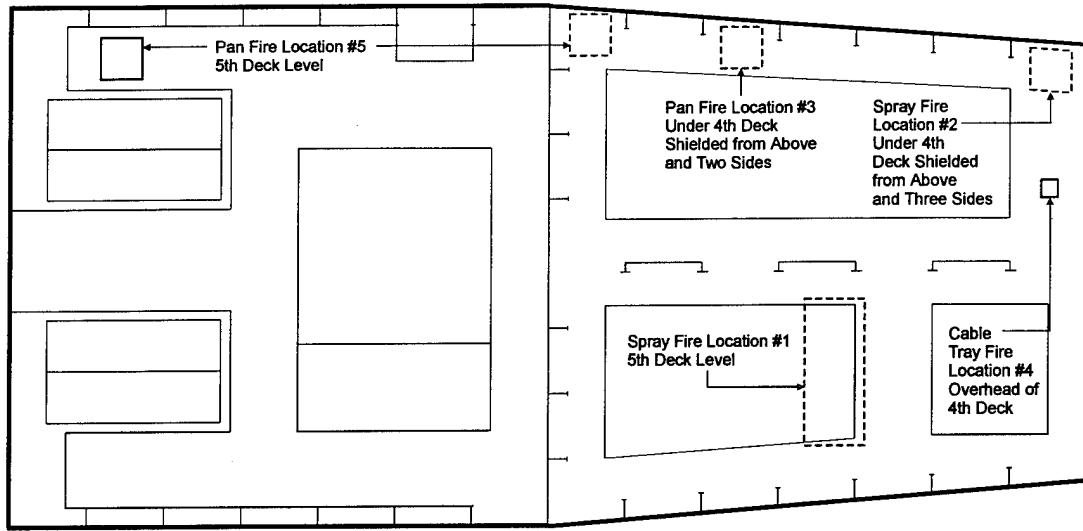 Pan Fire Location #5
5th Deck Level
Pan Fire Location #3
Under 4th Deck
Shielded from Above
and Two Sides
Spray Fire
Location #2
Under 4th
Deck Shielded
from Above
and Three Sides
Spray Fire Location #1
5th Deck Level
Cable
Tray Fire
Location #4
Overhead of
4th Deck